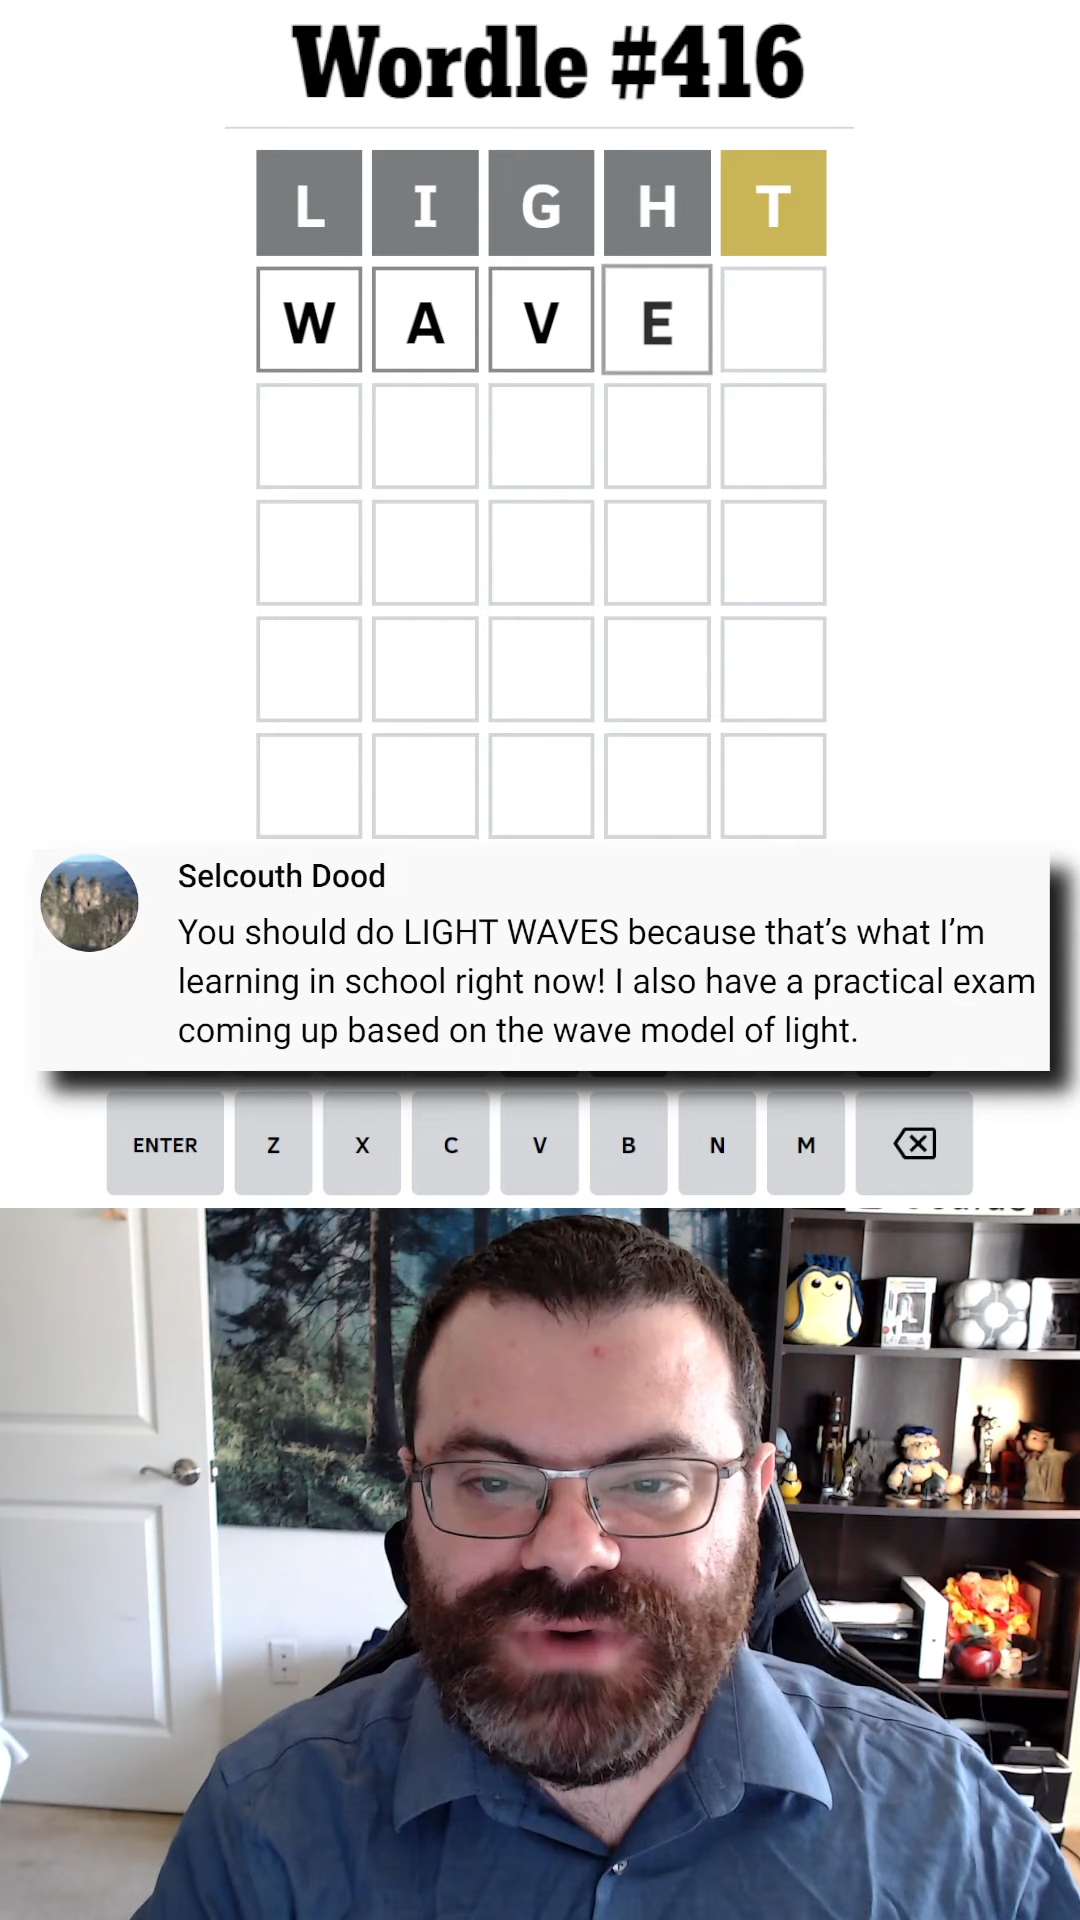 Wordle #416
L I G H T
W A V E
Selcouth Dood
You should do LIGHT WAVES because that’s what I’m
learning in school right now! I also have a practical exam
coming up based on the wave model of light.
ENTER Z X C V B N M